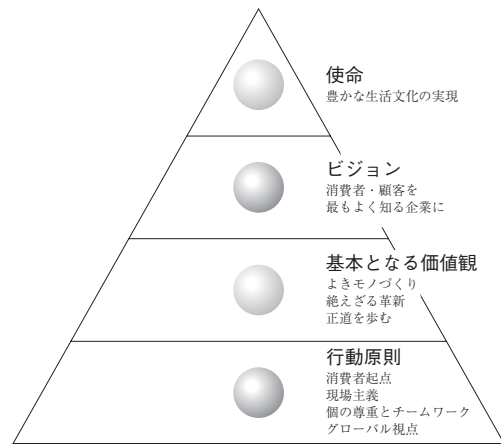 使命
豊かな生活文化の実現
ビジョン
消費者・顧客を
最もよく知る企業に
基本となる価値観
よきモノづくり
絶えざる革新
正道を歩む
行動原則
消費者起点
現場主義
個の尊重とチームワーク
グローバル視点